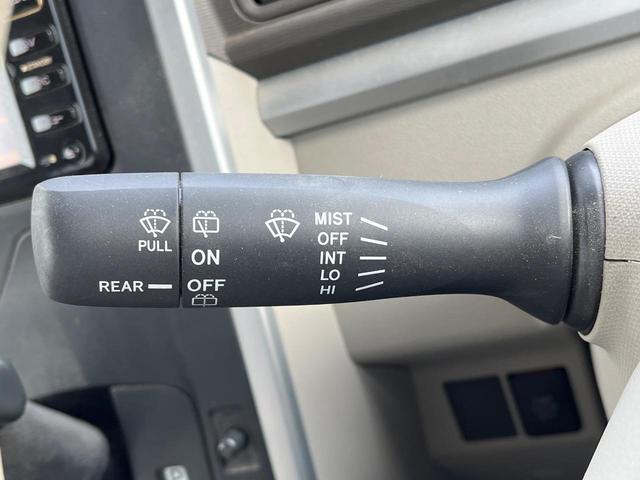 PULL
REAR
ON
OFF
MIST
OFF
INT
LO
HI